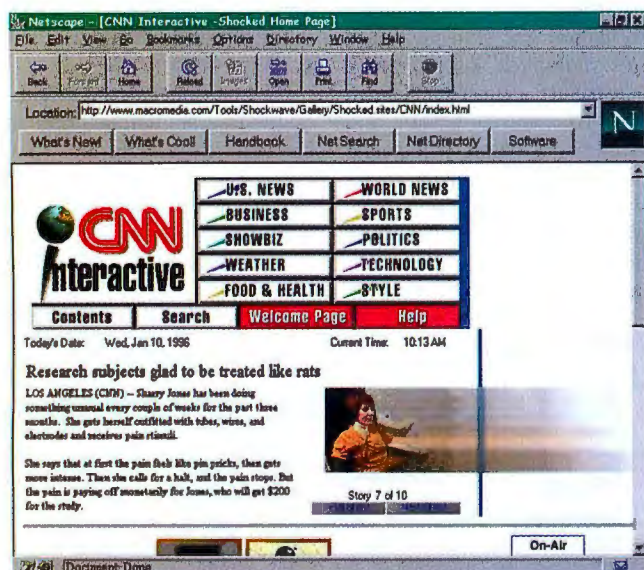 Netscape - [CNN Interactive -Shocked Home Page]
File Edit View Go Bookmarks Options Directory Window Help
Back Forward Home Reload Images Open Print Find Stop
Location: http://www.macromedia.com/Tools/Shockwave/Gallery/Shocked.sites/CNN/index.html
N
What's New! What's Cool! Handbook Net Search Net Directory Software
CNN
Interactive
U.S. NEWS WORLD NEWS
BUSINESS SPORTS
SHOWBIZ POLITICS
WEATHER TECHNOLOGY
FOOD & HEALTH STYLE
Contents Search Welcome Page Help
Today's Date: Wed, Jan 10, 1996 Current Time: 10:13 AM
Research subjects glad to be treated like rats
LOS ANGELES (CNN) -- Sharry Jones has been doing
something unusual every couple of weeks for the past three
months. She gets herself outfitted with tubes, wires, and
electrodes and receives pain stimuli.
She says that at first the pain feels like pin pricks, then gets
more intense. Then she calls for a halt, and the pain stops. But
the pain is paying off monetarily for Jones, who will get $200
for the study.
Story 7 of 10
On-Air
Document: Done